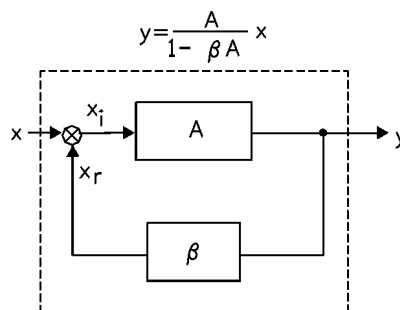 y= A / 1- βA x
x
x_i
A
y
x_r
β